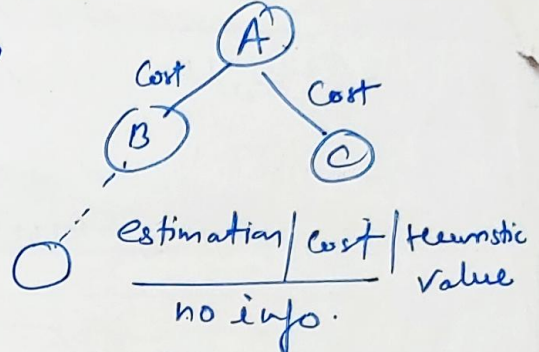 A
Cost
Cost
B
C
estimation / cost / Heuristic
value
no info.